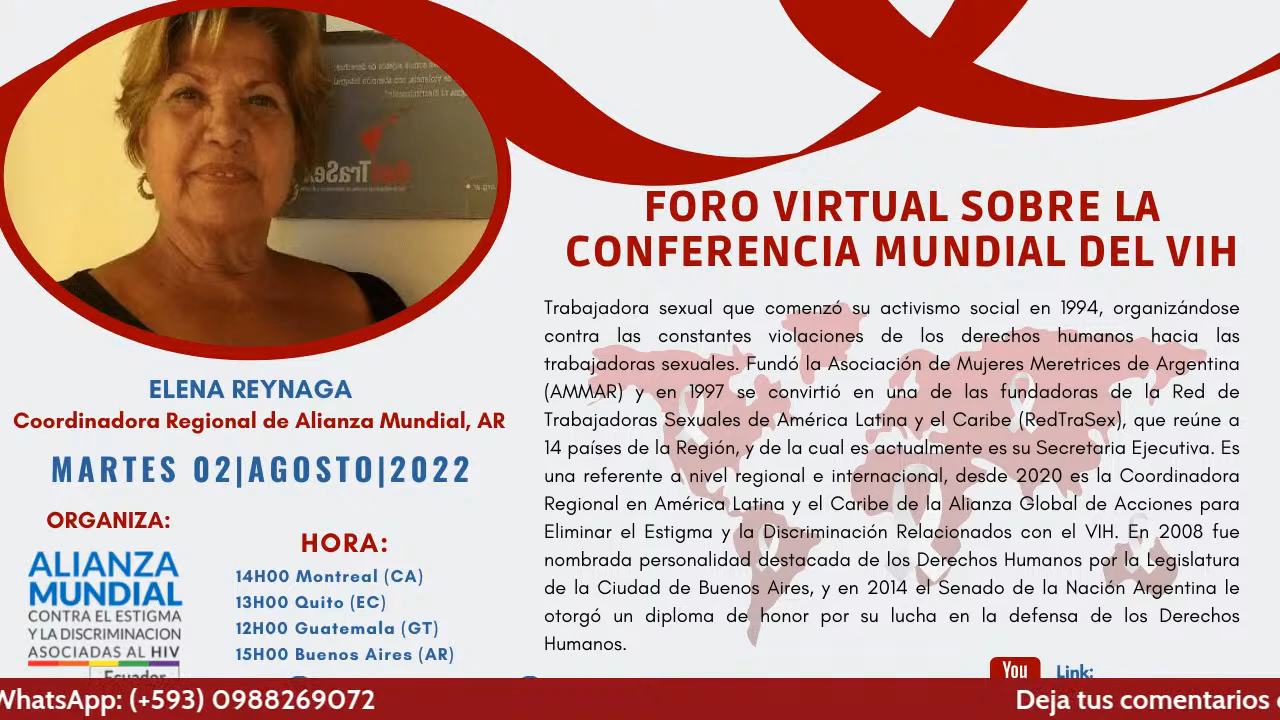 FORO VIRTUAL SOBRE LA
CONFERENCIA MUNDIAL DEL VIH
Trabajadora sexual que comenzó su activismo social en 1994, organizándose
contra las constantes violaciones de los derechos humanos hacia las
trabajadoras sexuales. Fundó la Asociación de Mujeres Meretrices de Argentina
(AMMAR) y en 1997 se convirtió en una de las fundadoras de la Red de
Trabajadoras Sexuales de América Latina y el Caribe (RedTraSex), que reúne a
14 países de la Región, y de la cual es actualmente es su Secretaria Ejecutiva. Es
una referente a nivel regional e internacional, desde 2020 es la Coordinadora
Regional en América Latina y el Caribe de la Alianza Global de Acciones para
Eliminar el Estigma y la Discriminación Relacionados con el VIH. En 2008 fue
nombrada personalidad destacada de los Derechos Humanos por la Legislatura
de la Ciudad de Buenos Aires, y en 2014 el Senado de la Nación Argentina le
otorgó un diploma de honor por su lucha en la defensa de los Derechos
Humanos.
ELENA REYNAGA
Coordinadora Regional de Alianza Mundial, AR
MARTES 02|AGOSTO|2022
ORGANIZA:
ALIANZA
MUNDIAL
CONTRA EL ESTIGMA
Y LA DISCRIMINACION
ASOCIADAS AL HIV
Ecuador
HORA:
14H00 Montreal (CA)
13H00 Quito (EC)
12H00 Guatemala (GT)
15H00 Buenos Aires (AR)
You
Link:
WhatsApp: (+593) 0988269072
Deja tus comentarios